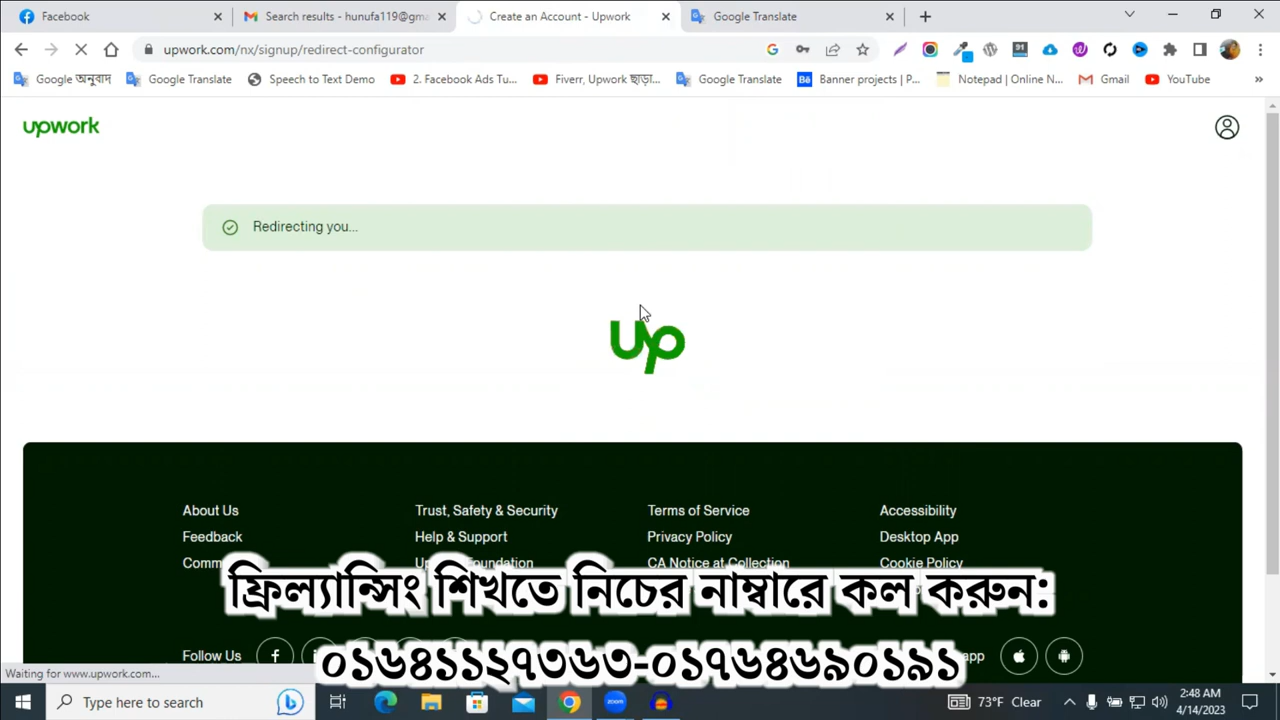 Facebook
Search results - hunufa119@gm
Create an Account - Upwork
Google Translate
upwork.com/nx/signup/redirect-configurator
Google অনুবাদ
Google Translate
Speech to Text Demo
2. Facebook Ads Tu...
Fiverr, Upwork ছাড়া...
Google Translate
Banner projects | P...
Notepad | Online N...
Gmail
YouTube
upwork
Redirecting you...
up
About Us
Trust, Safety & Security
Terms of Service
Accessibility
Feedback
Help & Support
Privacy Policy
Desktop App
CA Notice at Collection
Cookie Policy
ফ্রিল্যান্সিং শিখতে নিচের নাম্বারে কল করুন:
Follow Us
০১৬৪১১২৭৩৬৩-০১৭৬৪৬৯০১৯১
Waiting for www.upwork.com...
Type here to search
73°F Clear
2:48 AM
4/14/2023